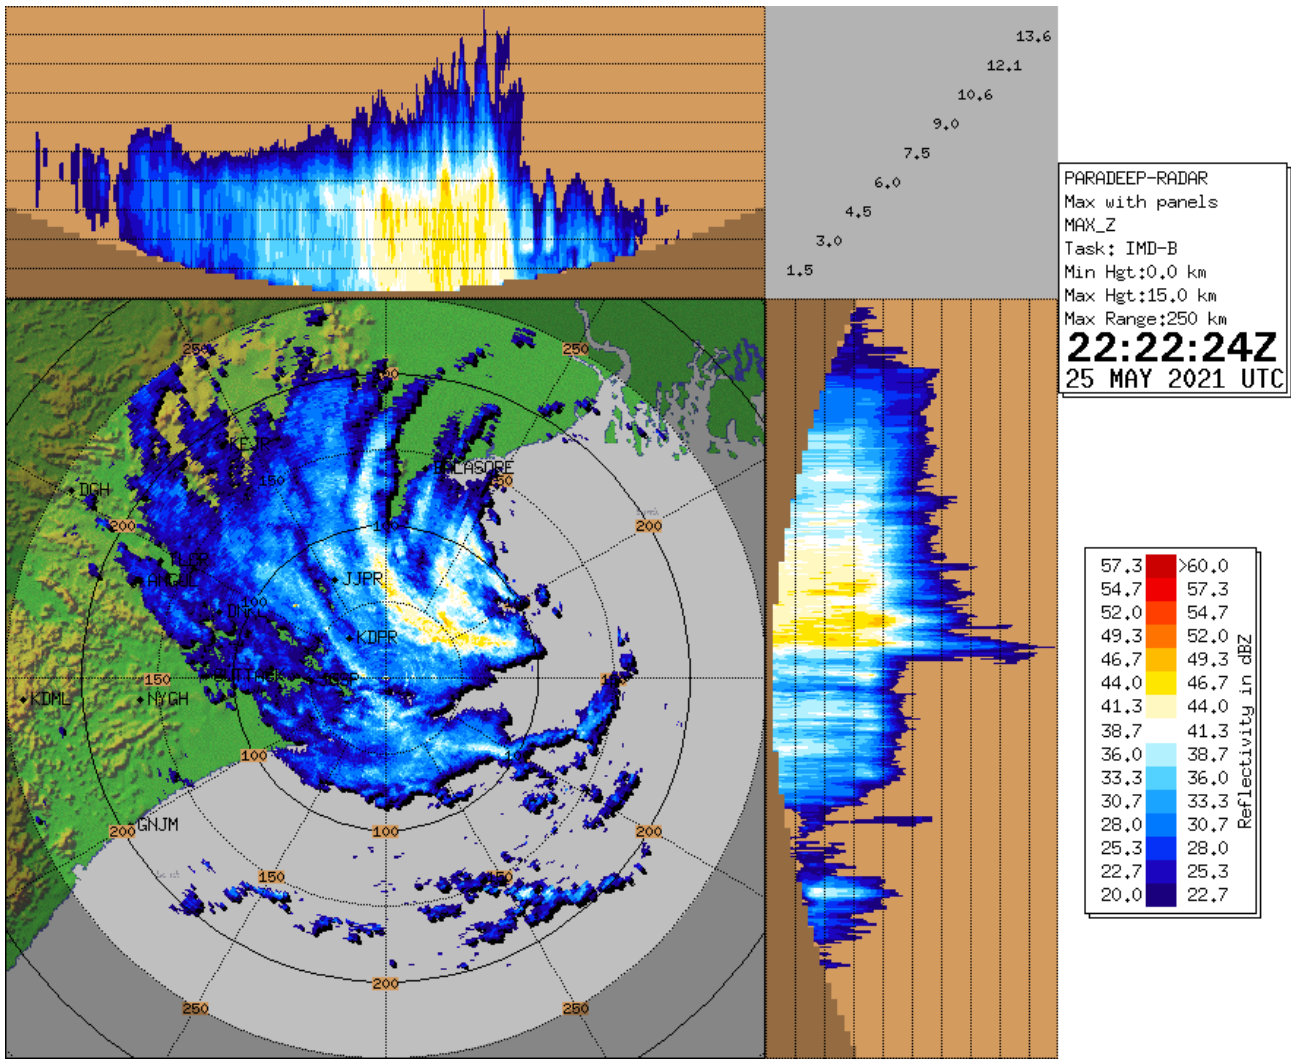 13.6
12.1
10.6
9.0
7.5
6.0
4.5
3.0
1.5
PARADEEP-RADAR
Max with panels
MAX_Z
Task: IMD-B
Min Hgt:0.0 km
Max Hgt:15.0 km
Max Range:250 km
22:22:24Z
25 MAY 2021 UTC
250
250
KEJR
BALASORE
150
DGH
200
100
200
ANGUL
JJPR
100
KDPR
150
KDML
NYGH
100
200
GNJM
100
200
150
150
200
250
250
57.3 >60.0
54.7 57.3
52.0 54.7
49.3 52.0
46.7 49.3
44.0 46.7
41.3 44.0
38.7 41.3
36.0 38.7
33.3 36.0
30.7 33.3
28.0 30.7
25.3 28.0
22.7 25.3
20.0 22.7
Reflectivity in dBZ